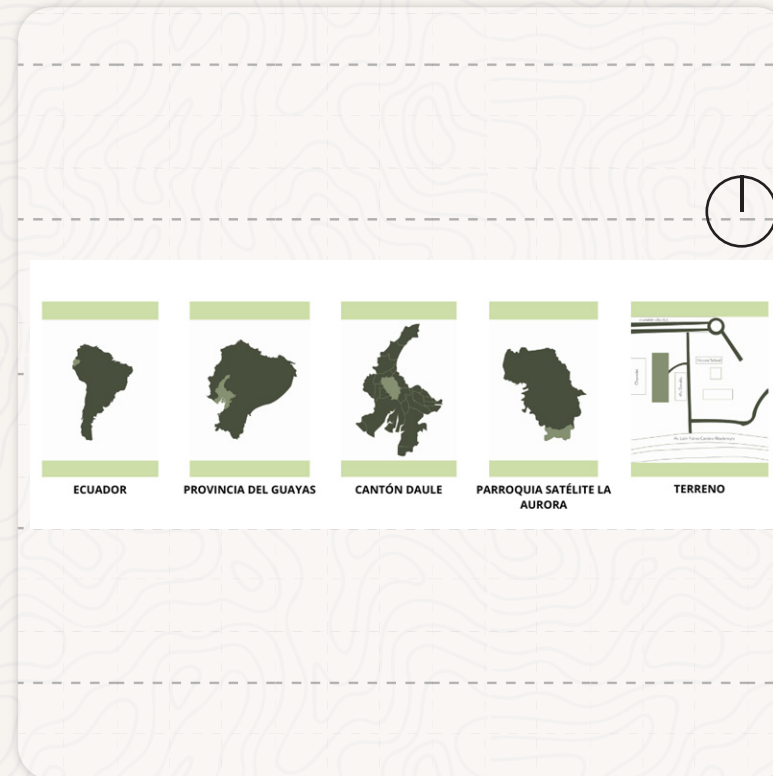 ECUADOR
PROVINCIA DEL GUAYAS
CANTÓN DAULE
PARROQUIA SATÉLITE LA
AURORA
TERRENO